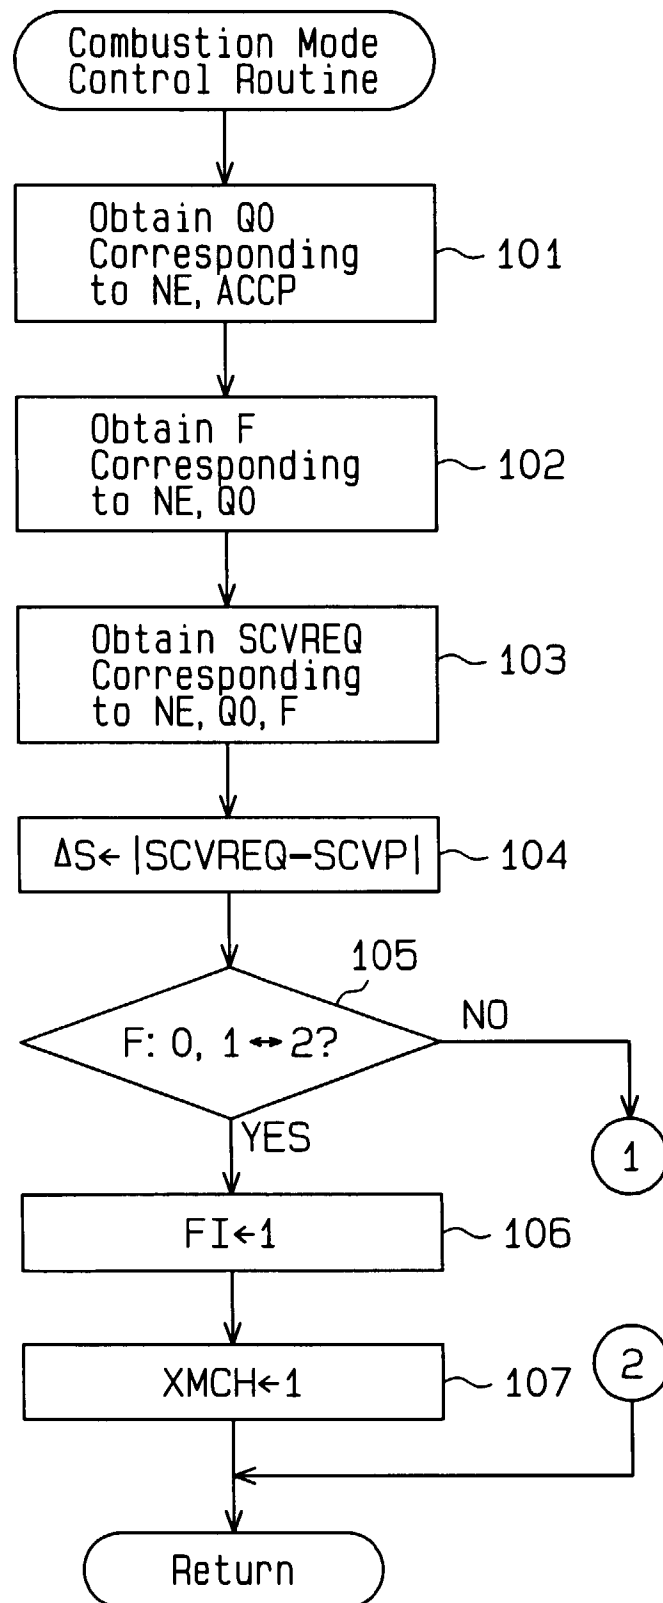 Combustion Mode
Control Routine
Obtain Q0
Corresponding
to NE, ACCP
101
Obtain F
Corresponding
to NE, Q0
102
Obtain SCVREQ
Corresponding
to NE, Q0, F
103
ΔS←|SCVREQ-SCVP|
104
105
F: 0, 1↔2?
NO
YES
1
FI←1
106
XMCH←1
107
2
Return